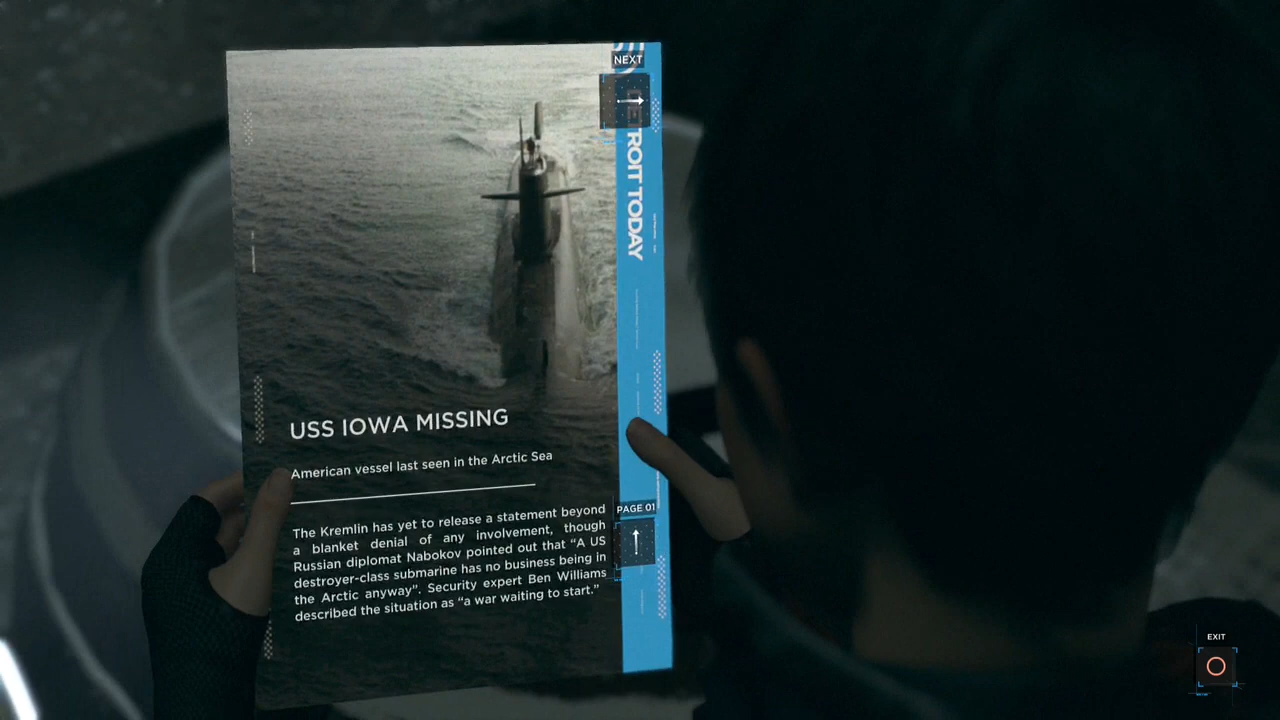 NEXT
DETROIT TODAY
USS IOWA MISSING
American vessel last seen in the Arctic Sea
The Kremlin has yet to release a statement beyond
a blanket denial of any involvement, though
Russian diplomat Nabokov pointed out that “A US
destroyer-class submarine has no business being in
the Arctic anyway”. Security expert Ben Williams
described the situation as “a war waiting to start.”
PAGE 01
EXIT